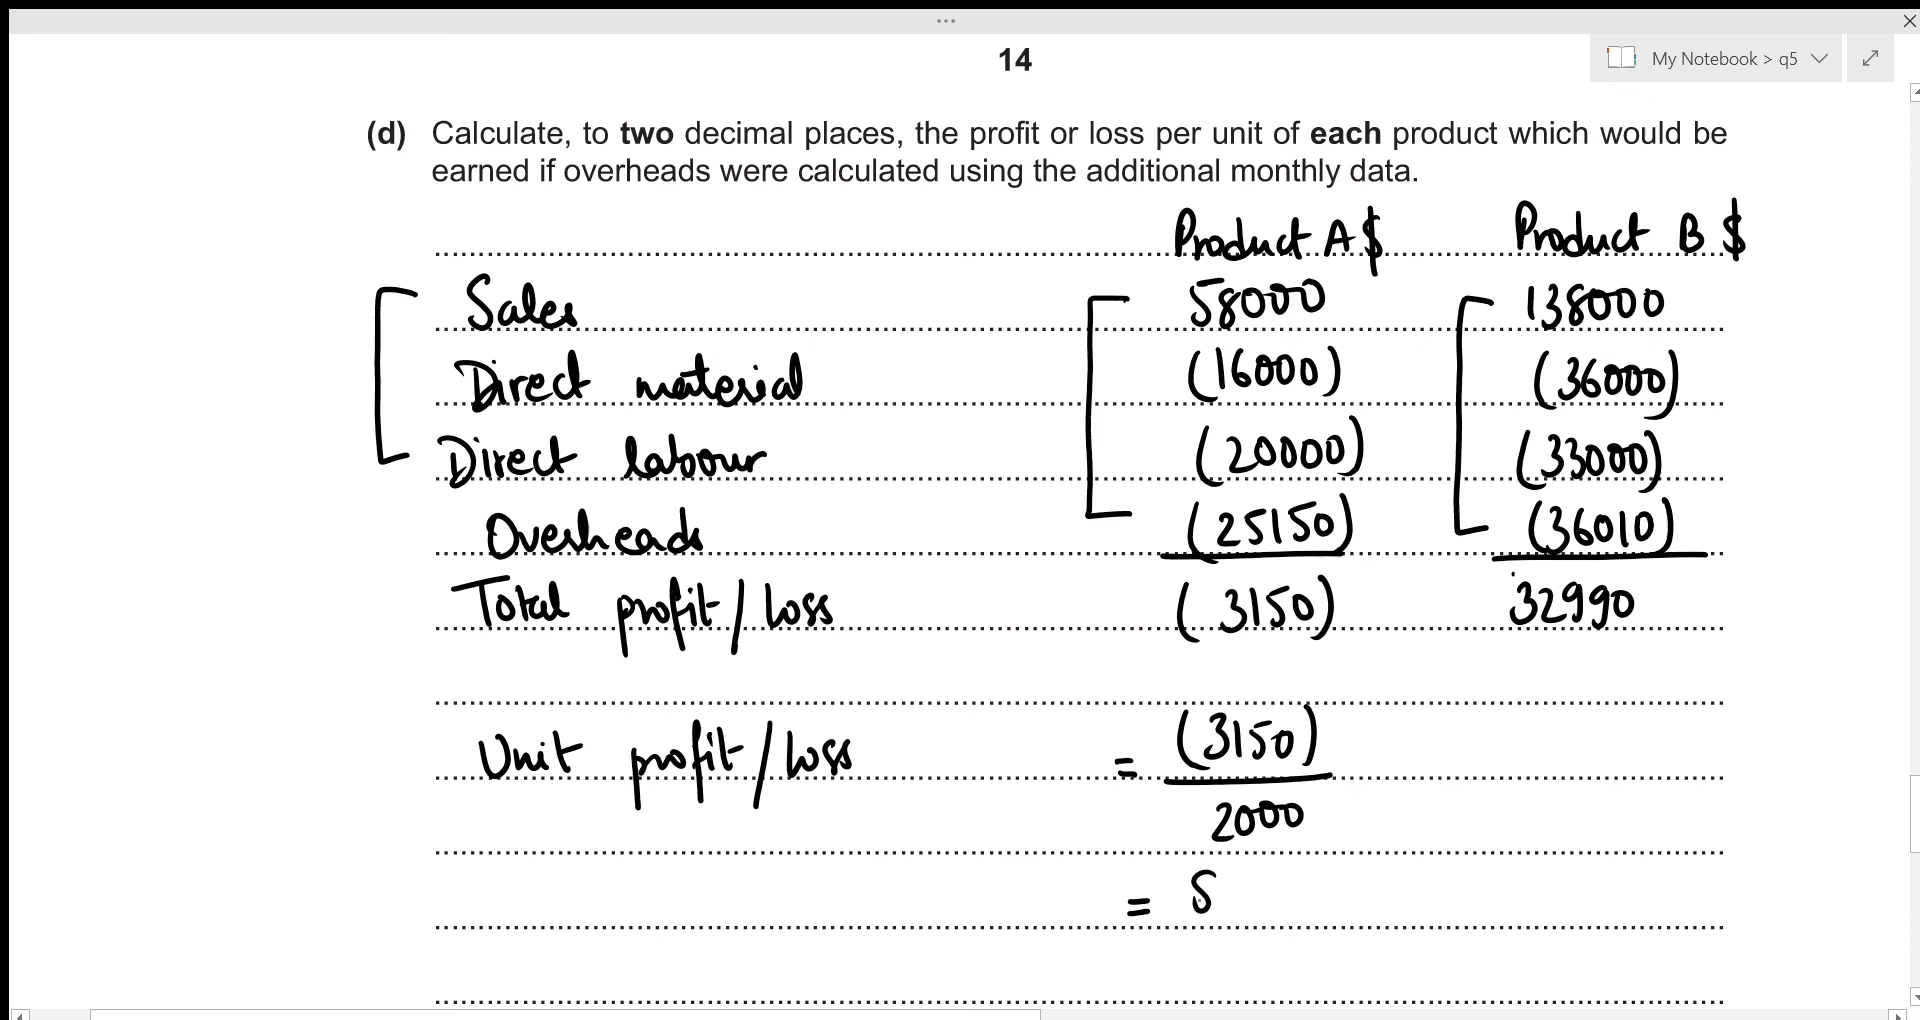 14
My Notebook > q5
(d) Calculate, to two decimal places, the profit or loss per unit of each product which would be
earned if overheads were calculated using the additional monthly data.
Product A $ Product B $
Sales 58000 138000
Direct material (16000) (36000)
Direct labour (20000) (33000)
Overheads (25150) (36010)
Total profit/loss (3150) 32990
Unit profit/loss = (3150)
2000
= S